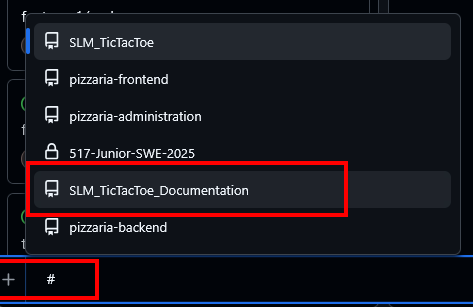 SLM_TicTacToe
pizzaria-frontend
pizzaria-administration
517-Junior-SWE-2025
SLM_TicTacToe_Documentation
pizzaria-backend
+ #